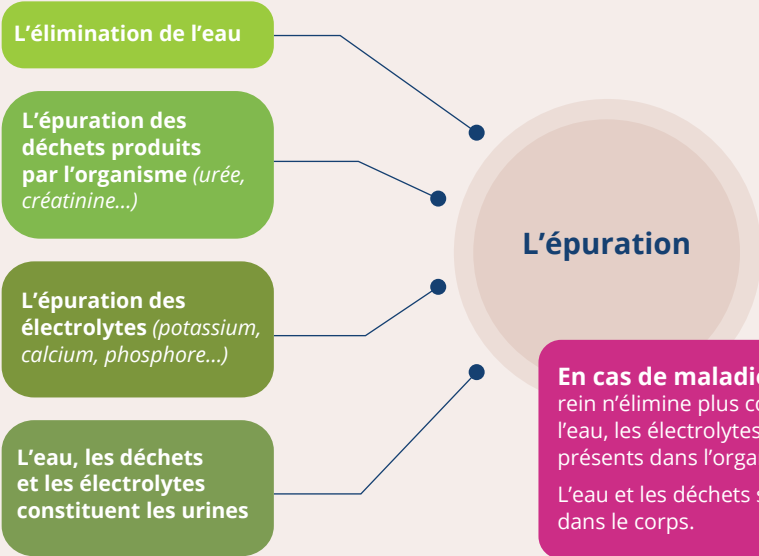 L’élimination de l’eau
L’épuration des
déchets produits
par l’organisme (urée,
créatinine...)
L’épuration des
électrolytes (potassium,
calcium, phosphore...)
L’eau, les déchets
et les électrolytes
constituent les urines
L’épuration
En cas de maladi
rein n’élimine plus co
l’eau, les électrolytes
présents dans l’orga
L’eau et les déchets s
dans le corps.